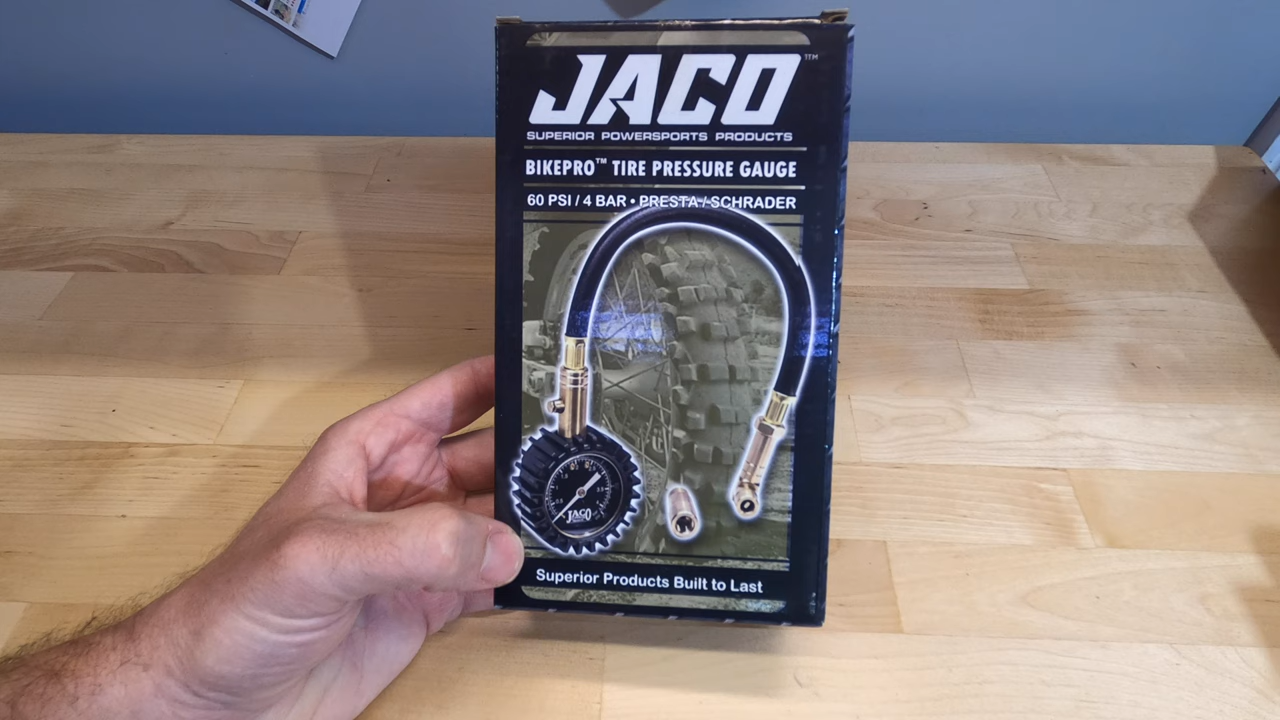 JACO™
SUPERIOR POWERSPORTS PRODUCTS
BIKEPRO™ TIRE PRESSURE GAUGE
60 PSI / 4 BAR • PRESTA / SCHRADER
JACO
Superior Products Built to Last